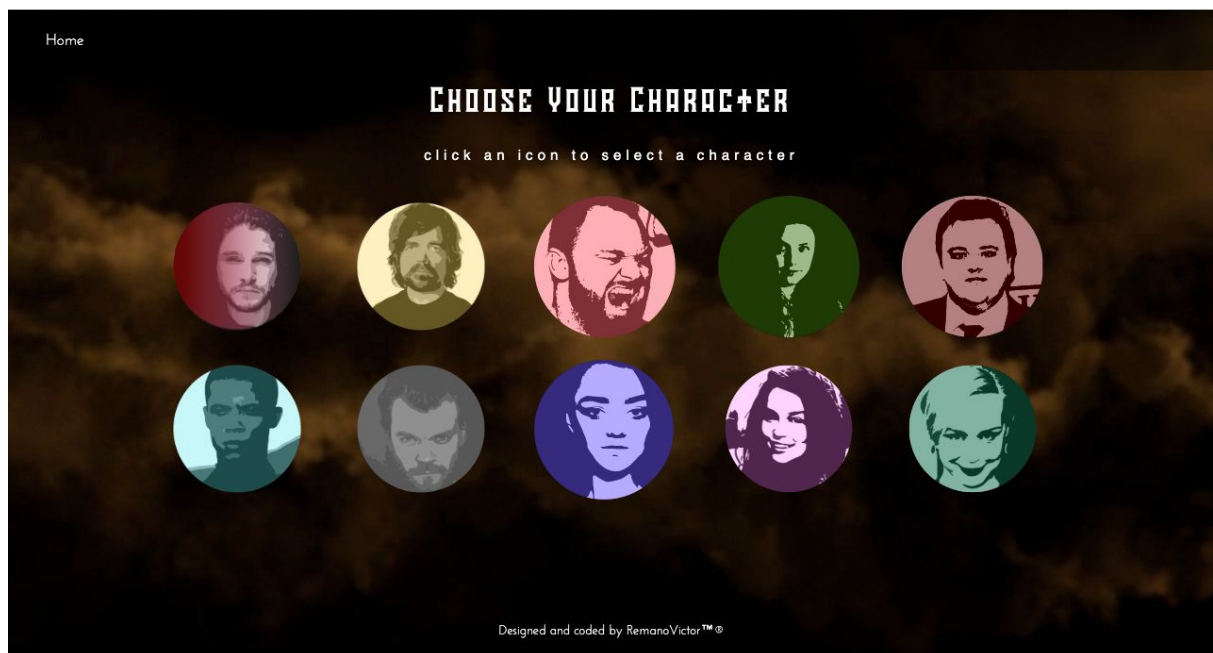 Home
Choose Your Character
click an icon to select a character
Designed and coded by RemanoVictor™®